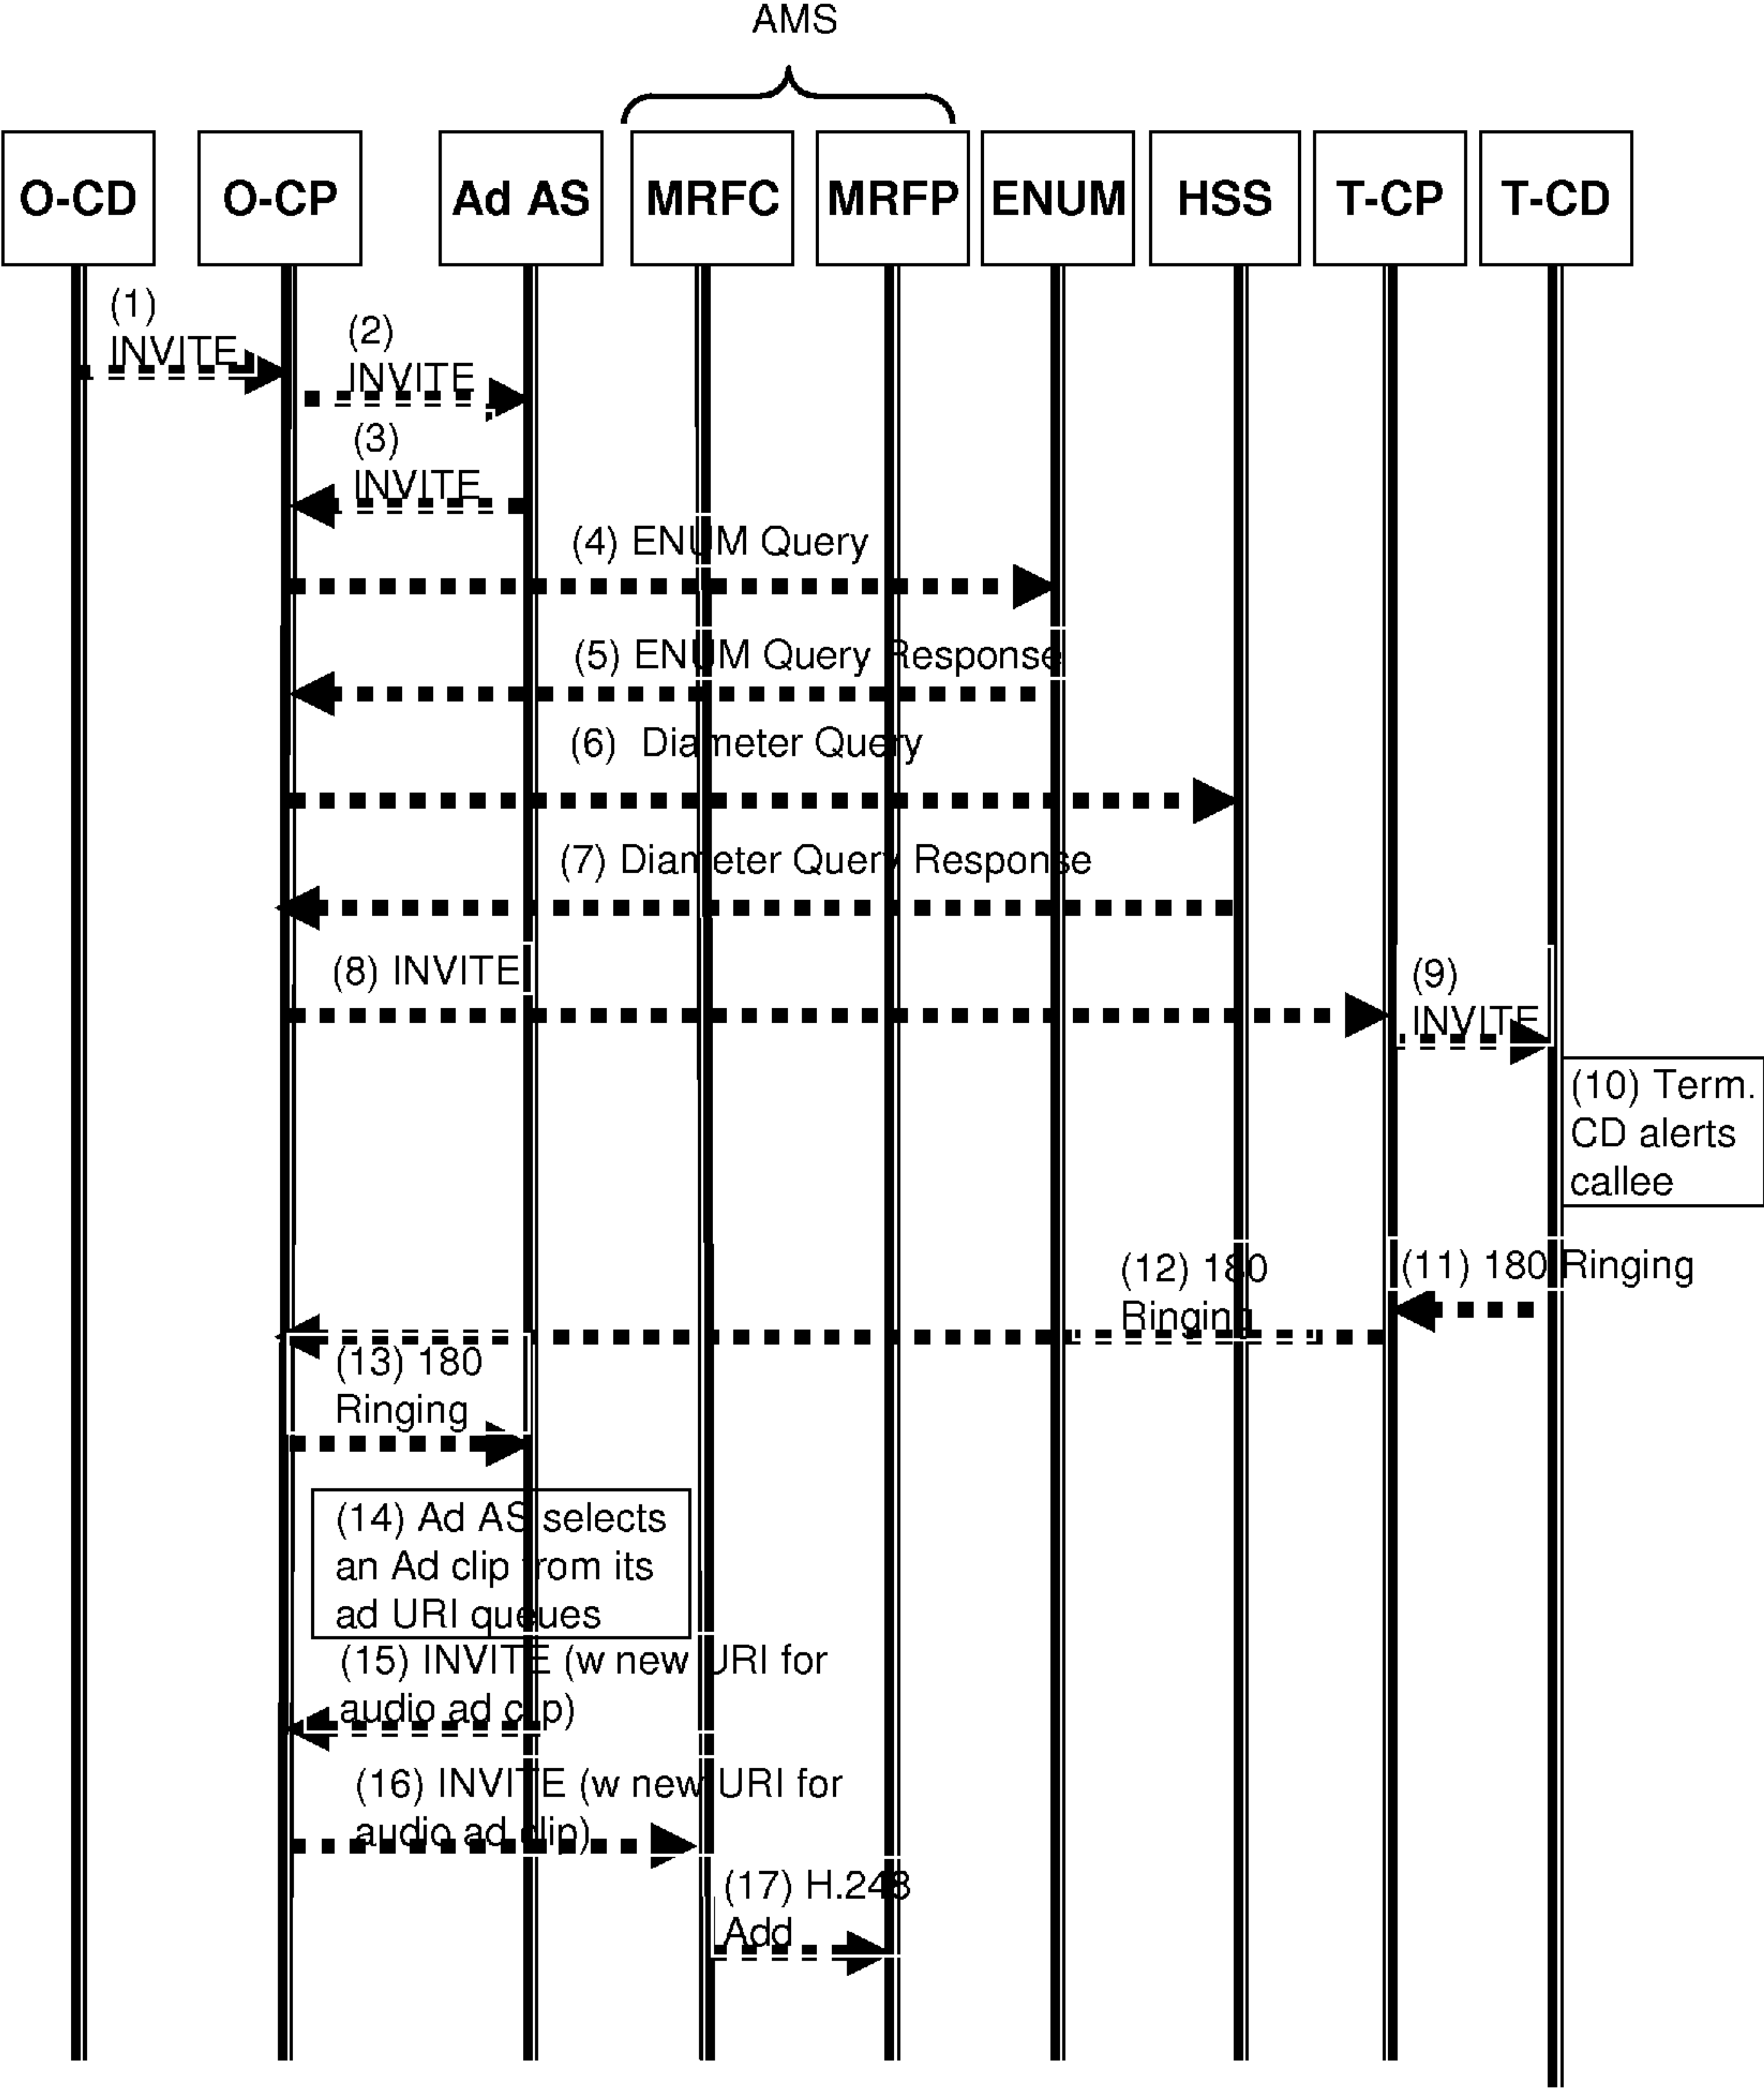 AMS
O-CD
O-CP
Ad AS
MRFC
MRFP
ENUM
HSS
T-CP
T-CD
(1)
INVITE
(2)
INVITE
(3)
INVITE
(4) ENUM Query
(5) ENUM Query Response
(6) Diameter Query
(7) Diameter Query Response
(8) INVITE
(9)
INVITE
(10) Term.
CD alerts
callee
(11) 180 Ringing
(12) 180
Ringing
(13) 180
Ringing
(14) Ad AS selects
an Ad clip from its
ad URI queues
(15) INVITE (w new URI for
audio ad clip)
(16) INVITE (w new URI for
audio ad clip)
(17) H.248
Add